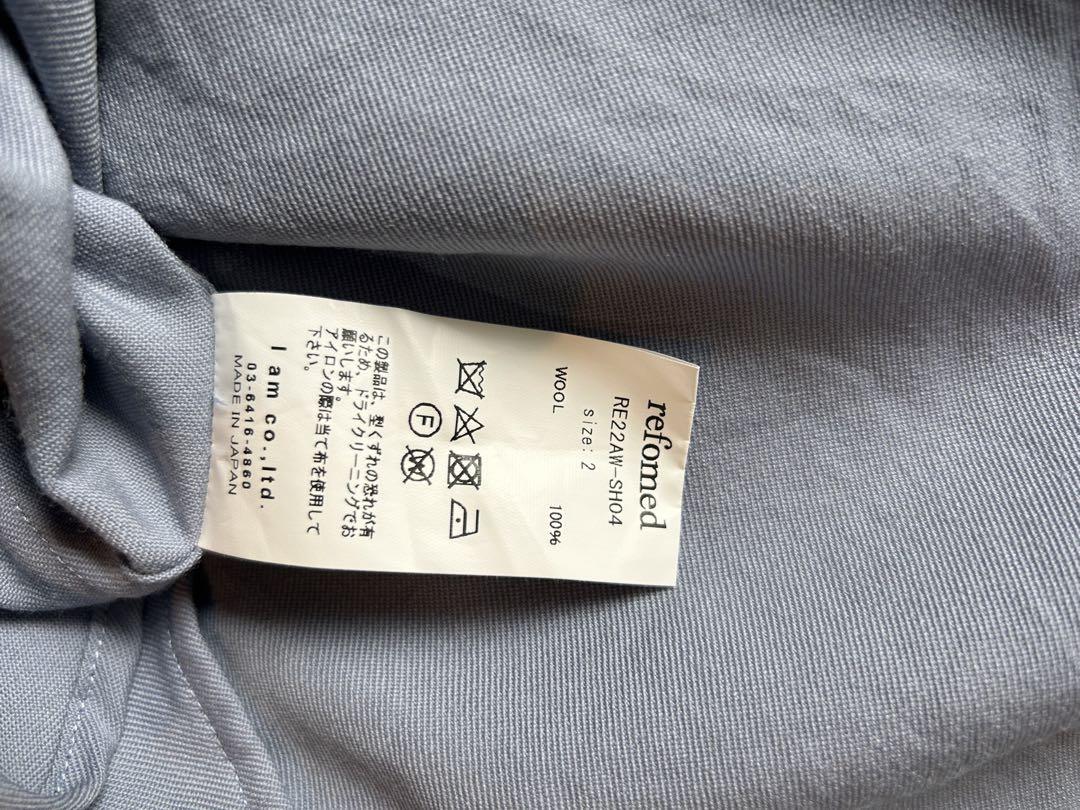 refomed
RE22AW-SH04
size: 2
WOOL 100%
F
この製品は、型くずれの恐れが有
るため、ドライクリーニングでお
願いします。
アイロンの際は当て布を使用して
下さい。
I am co.,ltd.
03-6416-4860
MADE IN JAPAN